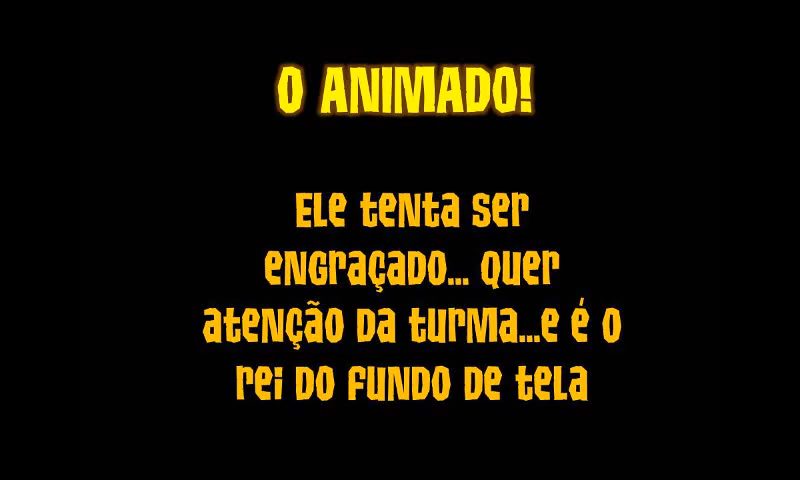 O ANIMADO!
Ele tenta ser
engraçado... quer
atenção da turma...e é o
rei do fundo de tela